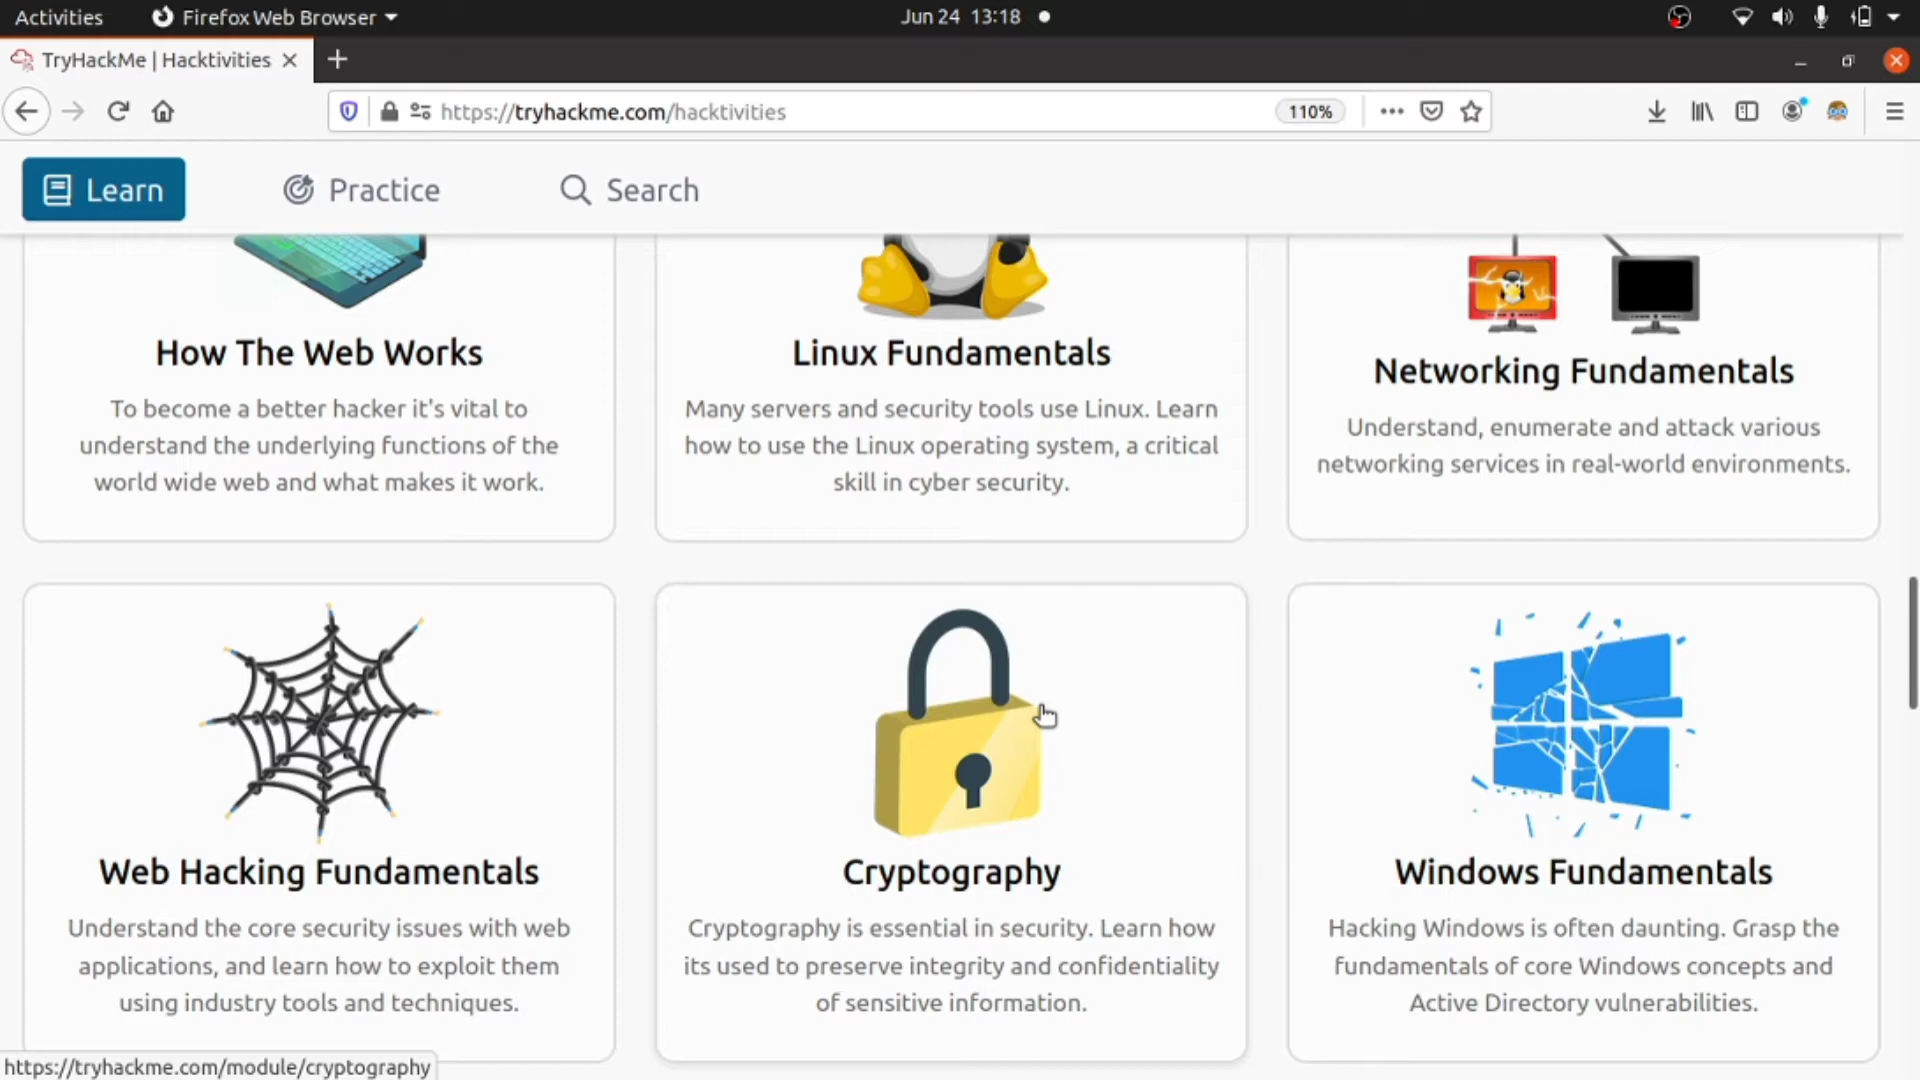 Activities Firefox Web Browser Jun 24 13:18
TryHackMe | Hacktivities
https://tryhackme.com/hacktivities 110%
Learn Practice Search
How The Web Works
To become a better hacker it's vital to
understand the underlying functions of the
world wide web and what makes it work.
Linux Fundamentals
Many servers and security tools use Linux. Learn
how to use the Linux operating system, a critical
skill in cyber security.
Networking Fundamentals
Understand, enumerate and attack various
networking services in real-world environments.
Web Hacking Fundamentals
Understand the core security issues with web
applications, and learn how to exploit them
using industry tools and techniques.
Cryptography
Cryptography is essential in security. Learn how
its used to preserve integrity and confidentiality
of sensitive information.
Windows Fundamentals
Hacking Windows is often daunting. Grasp the
fundamentals of core Windows concepts and
Active Directory vulnerabilities.
https://tryhackme.com/module/cryptography